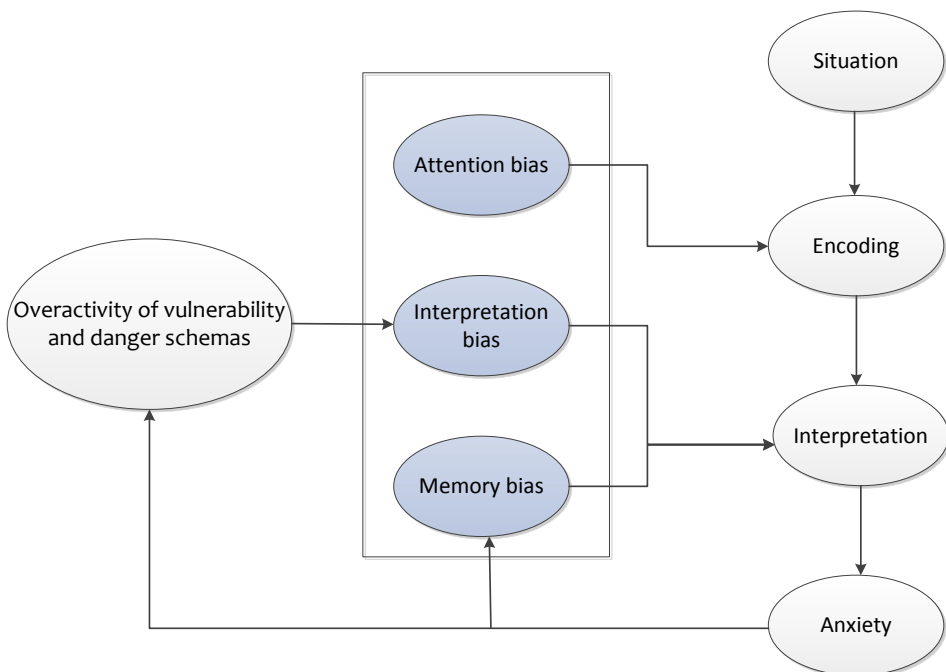 Situation
Attention bias
Encoding
Overactivity of vulnerability
and danger schemas
Interpretation
bias
Interpretation
Memory bias
Anxiety